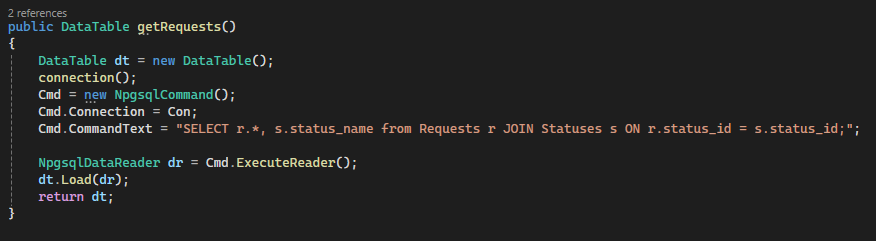 2 references
public DataTable getRequests()
{
    DataTable dt = new DataTable();
    connection();
    Cmd = new NpgsqlCommand();
    Cmd.Connection = Con;
    Cmd.CommandText = "SELECT r.*, s.status_name from Requests r JOIN Statuses s ON r.status_id = s.status_id;";
    NpgsqlDataReader dr = Cmd.ExecuteReader();
    dt.Load(dr);
    return dt;
}